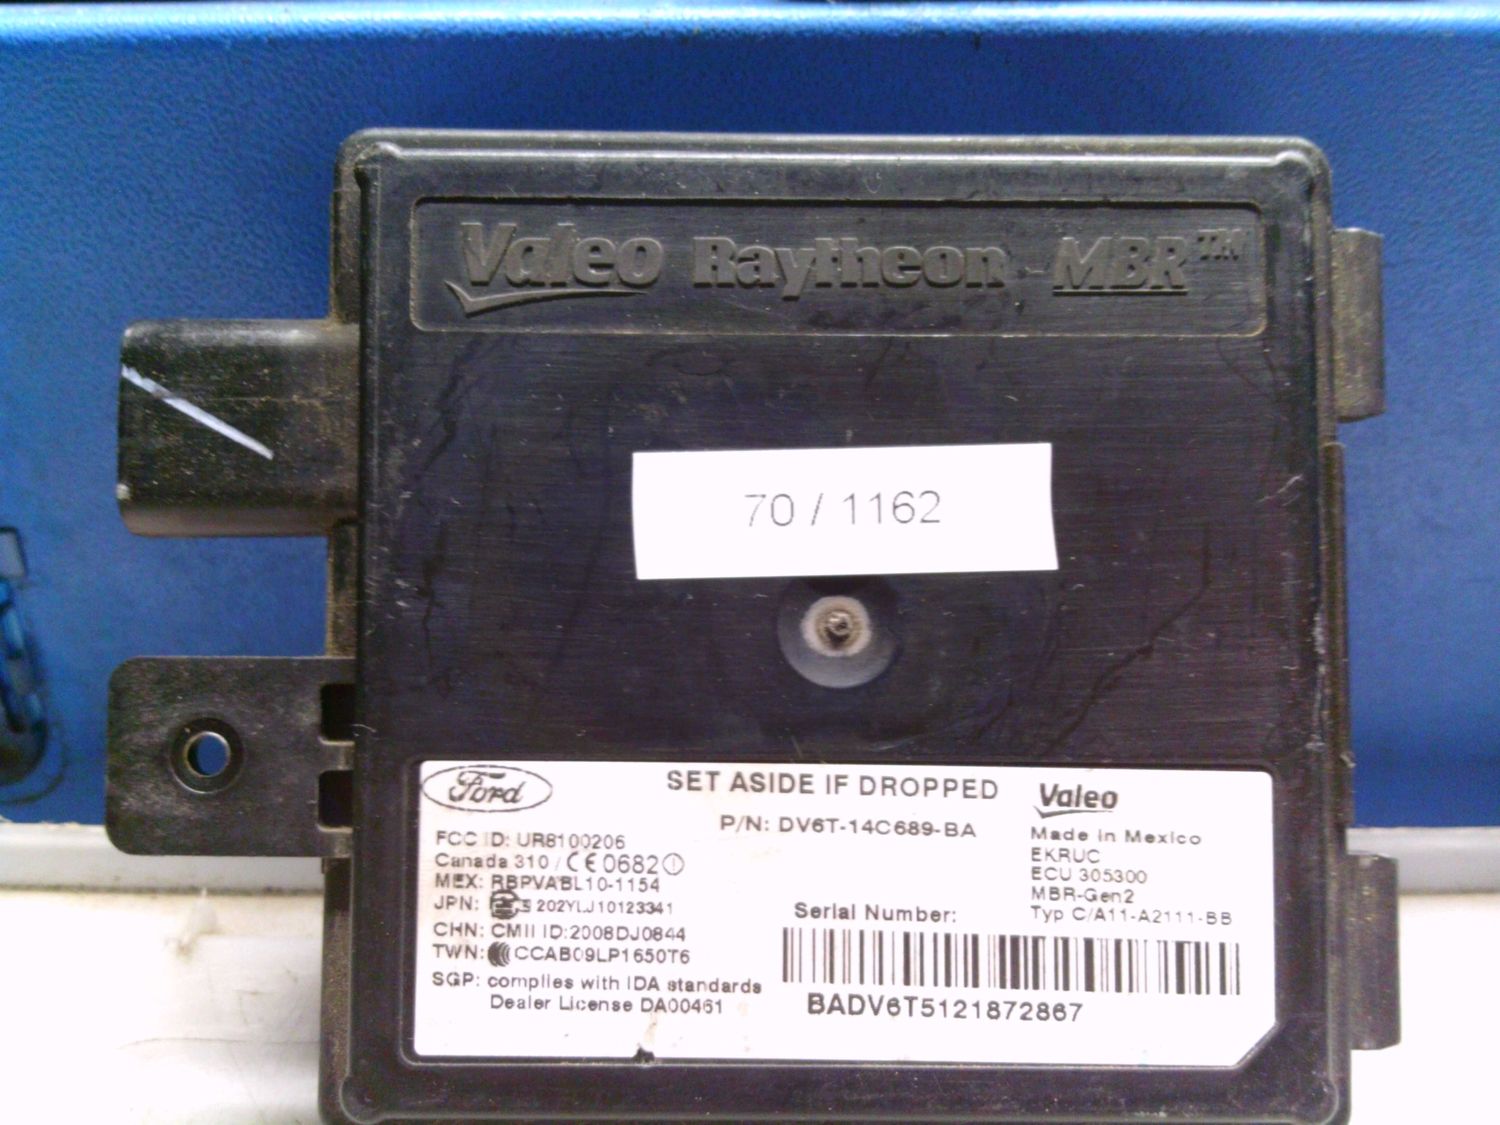 Valeo Raytheon MBR™
70 / 1162
Ford
SET ASIDE IF DROPPED
Valeo
P/N: DV6T-14C689-BA
FCC ID: UR8100206
Canada 310 / CE0682
MEX: RBPVABL10-1154
JPN: 202YLJ10123341
CHN: CMII ID:2008DJ0844
TWN: CCAB09LP1650T6
SGP: complies with IDA standards
Dealer License DA00461
Made in Mexico
EKRUC
ECU 305300
MBR-Gen2
Typ C/A11-A2111-BB
Serial Number:
BADV6T5121872867